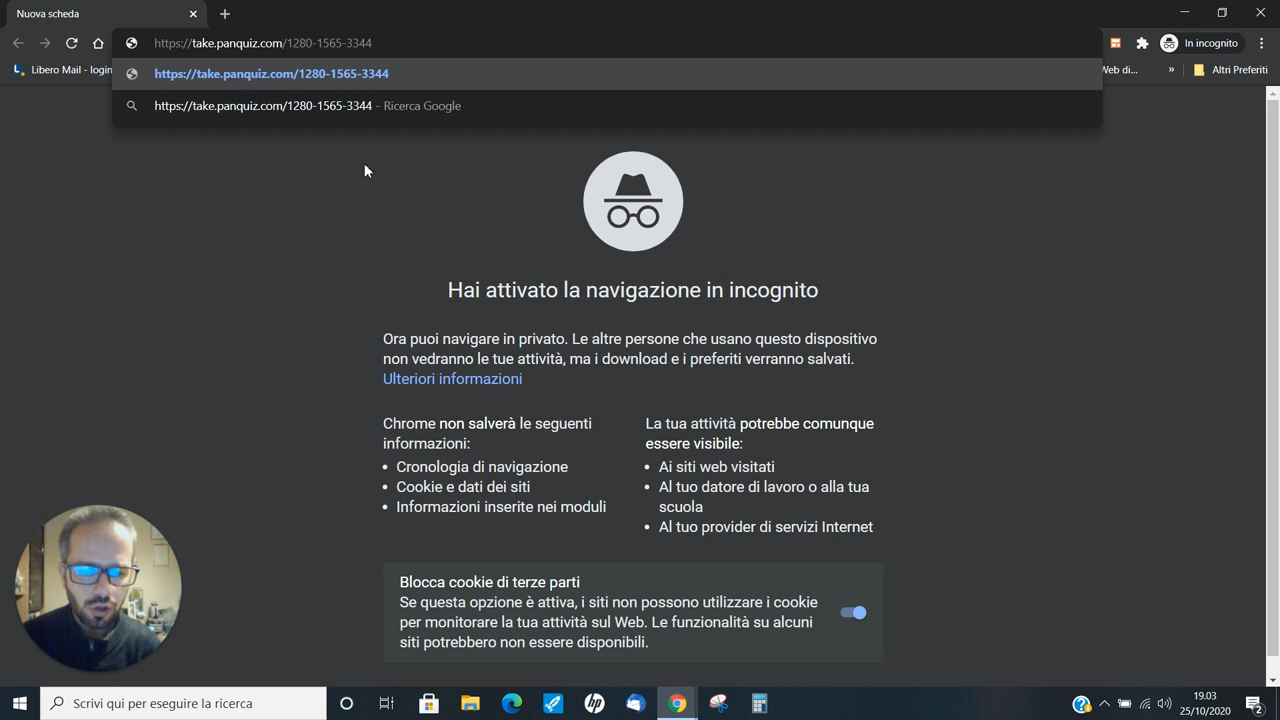 Nuova scheda
https://take.panquiz.com/1280-1565-3344
In incognito
L. Libero Mail - login
https://take.panquiz.com/1280-1565-3344
Web di...
»
Altri Preferiti
https://take.panquiz.com/1280-1565-3344 - Ricerca Google
Hai attivato la navigazione in incognito
Ora puoi navigare in privato. Le altre persone che usano questo dispositivo
non vedranno le tue attività, ma i download e i preferiti verranno salvati.
Ulteriori informazioni
Chrome non salverà le seguenti
informazioni:
• Cronologia di navigazione
• Cookie e dati dei siti
• Informazioni inserite nei moduli
La tua attività potrebbe comunque
essere visibile:
• Ai siti web visitati
• Al tuo datore di lavoro o alla tua
scuola
• Al tuo provider di servizi Internet
Blocca cookie di terze parti
Se questa opzione è attiva, i siti non possono utilizzare i cookie
per monitorare la tua attività sul Web. Le funzionalità su alcuni
siti potrebbero non essere disponibili.
Scrivi qui per eseguire la ricerca
hp
19.03
25/10/2020
2